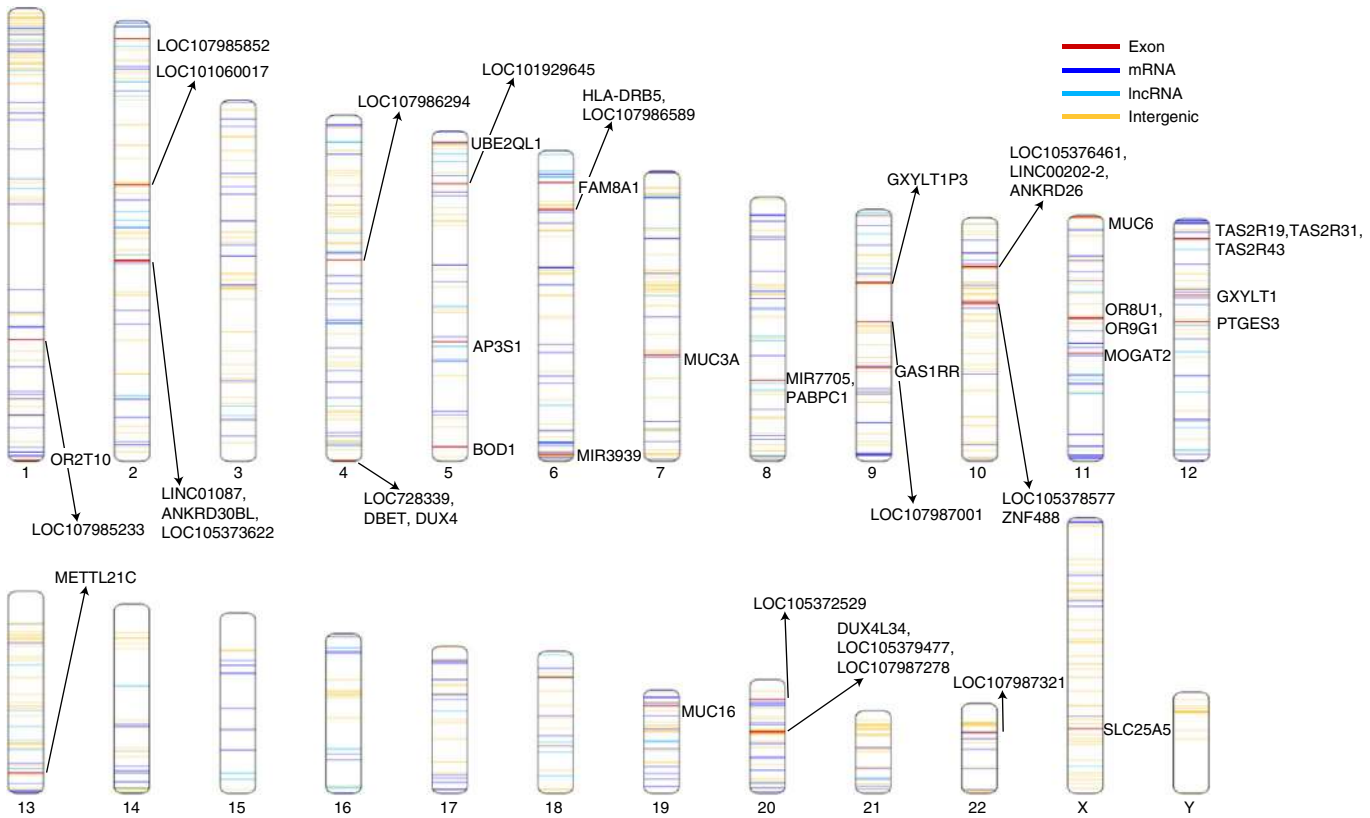 LOC107985852
LOC101060017
LOC107986294
LOC101929645
UBE2QL1
HLA-DRB5,
LOC107986589
FAM8A1
Exon
mRNA
lncRNA
Intergenic
GXYLT1P3
LOC105376461,
LINC00202-2,
ANKRD26
MUC6
TAS2R19,TAS2R31,
TAS2R43
GXYLT1
PTGES3
OR8U1,
OR9G1
MOGAT2
AP3S1
MUC3A
MIR7705,
PABPC1
GAS1RR
OR2T10
BOD1
MIR3939
1
2
3
4
5
6
7
8
9
10
11
12
LOC107985233
LINC01087,
ANKRD30BL,
LOC105373622
LOC728339,
DBET, DUX4
LOC107987001
LOC105378577
ZNF488
METTL21C
LOC105372529
DUX4L34,
LOC105379477,
LOC107987278
LOC107987321
MUC16
SLC25A5
13
14
15
16
17
18
19
20
21
22
X
Y